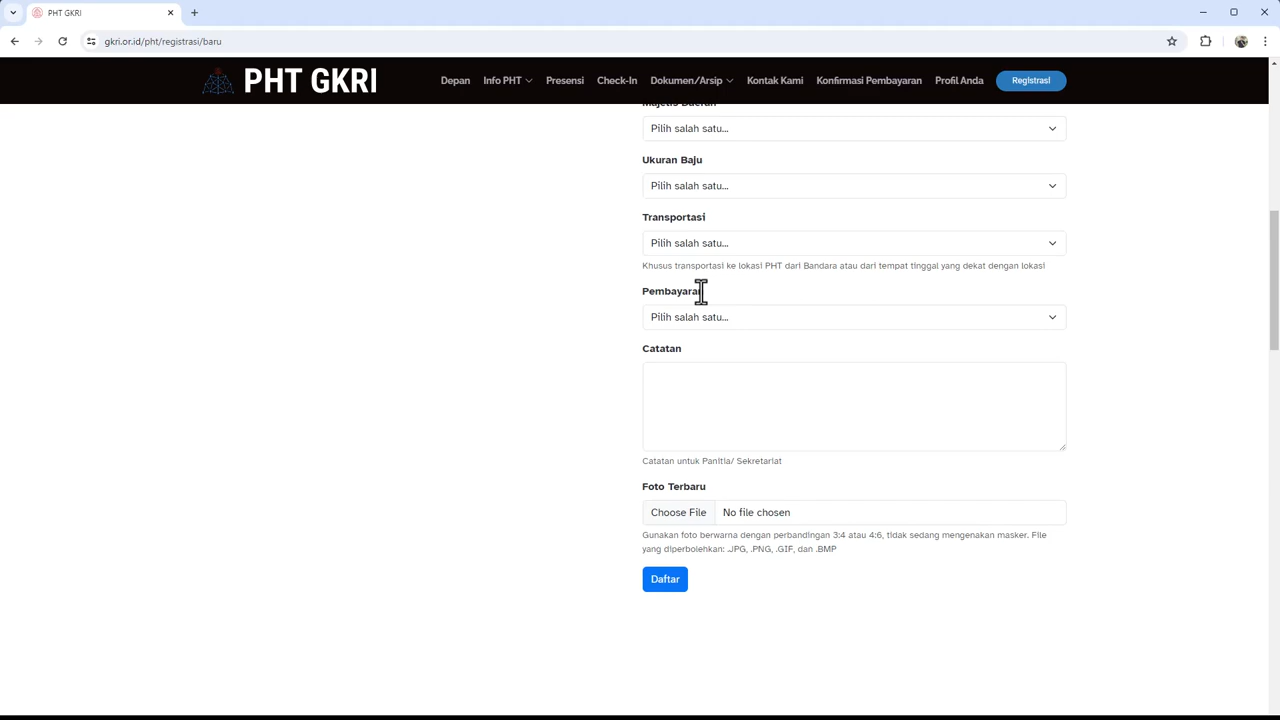 PHT GKRI
gkri.or.id/pht/registrasi/baru
PHT GKRI
Depan Info PHT Presensi Check-In Dokumen/Arsip Kontak Kami Konfirmasi Pembayaran Profil Anda Registrasi
Majelis Daerah
Pilih salah satu...
Ukuran Baju
Pilih salah satu...
Transportasi
Pilih salah satu...
Khusus transportasi ke lokasi PHT dari Bandara atau dari tempat tinggal yang dekat dengan lokasi
Pembayaran
Pilih salah satu...
Catatan
Catatan untuk Panitia/ Sekretariat
Foto Terbaru
Choose File No file chosen
Gunakan foto berwarna dengan perbandingan 3:4 atau 4:6, tidak sedang mengenakan masker. File
yang diperbolehkan: .JPG, .PNG, .GIF, dan .BMP
Daftar